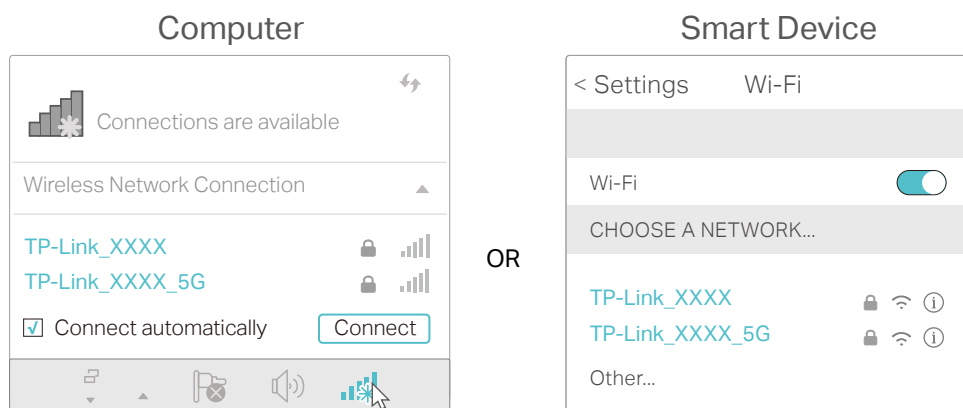 Computer
Connections are available
Wireless Network Connection
TP-Link_XXXX
TP-Link_XXXX_5G
Connect automatically Connect
OR
Smart Device
< Settings Wi-Fi
Wi-Fi
CHOOSE A NETWORK...
TP-Link_XXXX
TP-Link_XXXX_5G
Other...